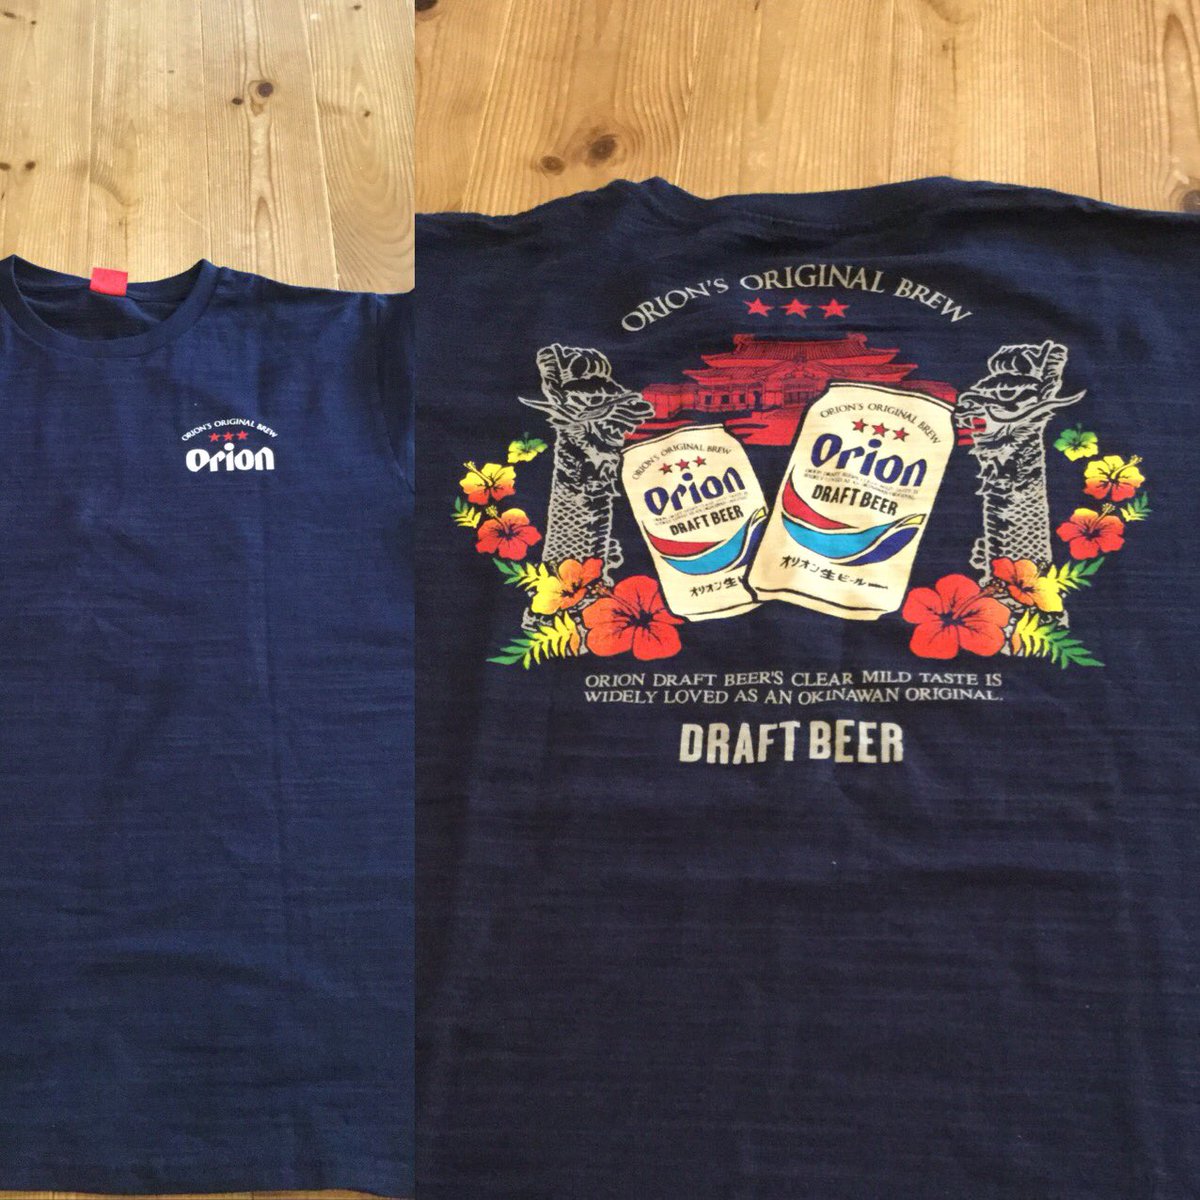 ORION'S ORIGINAL BREW
Orion
ORION'S ORIGINAL BREW
ORION'S ORIGINAL BREW
Orion
DRAFT BEER
オリオン生
ORION'S ORIGINAL BREW
Orion
DRAFT BEER
オリオン生ビール
ORION DRAFT BEER'S CLEAR MILD TASTE IS
WIDELY LOVED AS AN OKINAWAN ORIGINAL.
DRAFT BEER